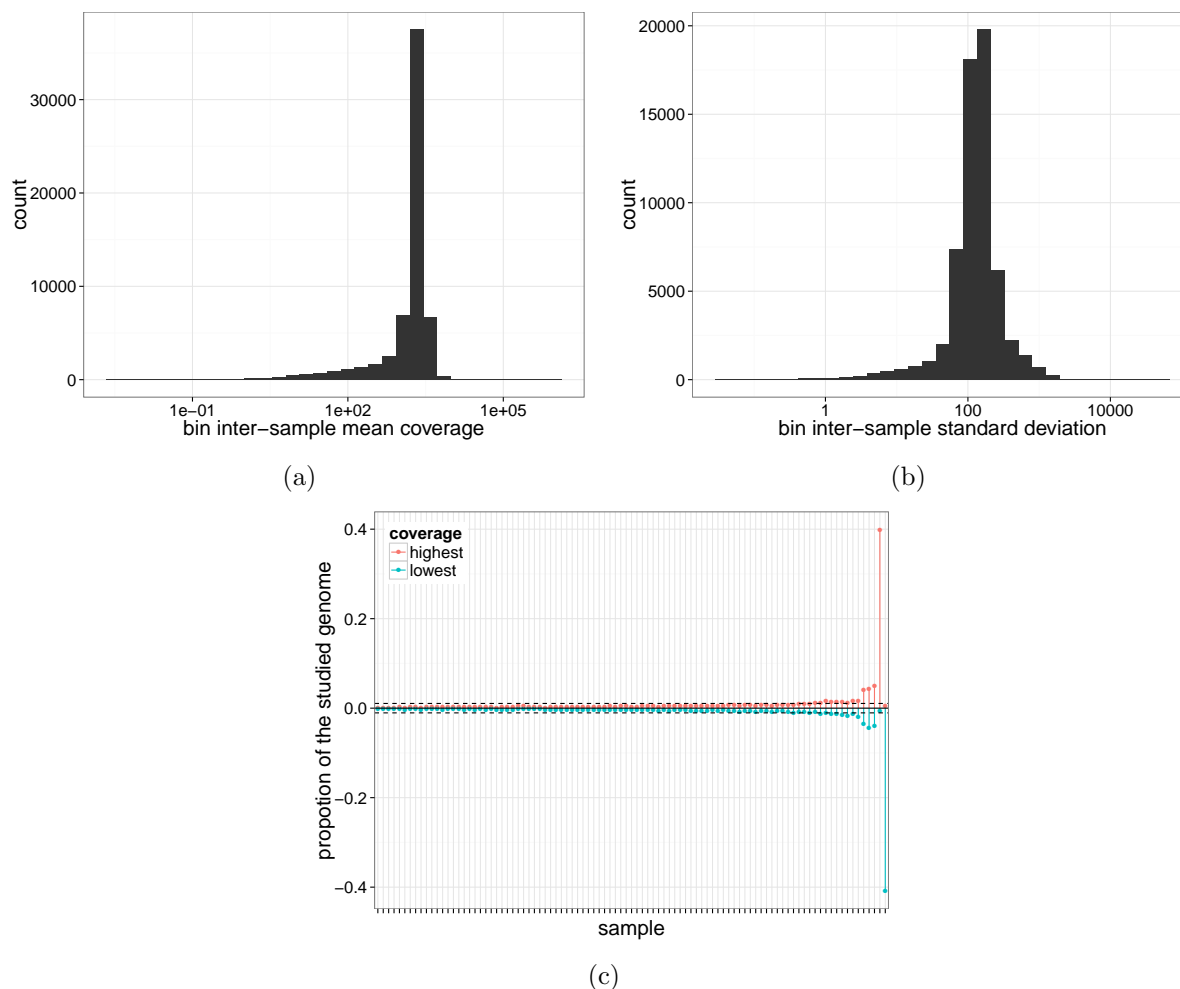 30000
20000
10000
0
count
1e−01
1e+02
1e+05
bin inter−sample mean coverage
(a)
20000
15000
10000
5000
0
count
1
100
10000
bin inter−sample standard deviation
(b)
0.4
0.2
0.0
−0.2
−0.4
propotion of the studied genome
coverage
highest
lowest
sample
(c)